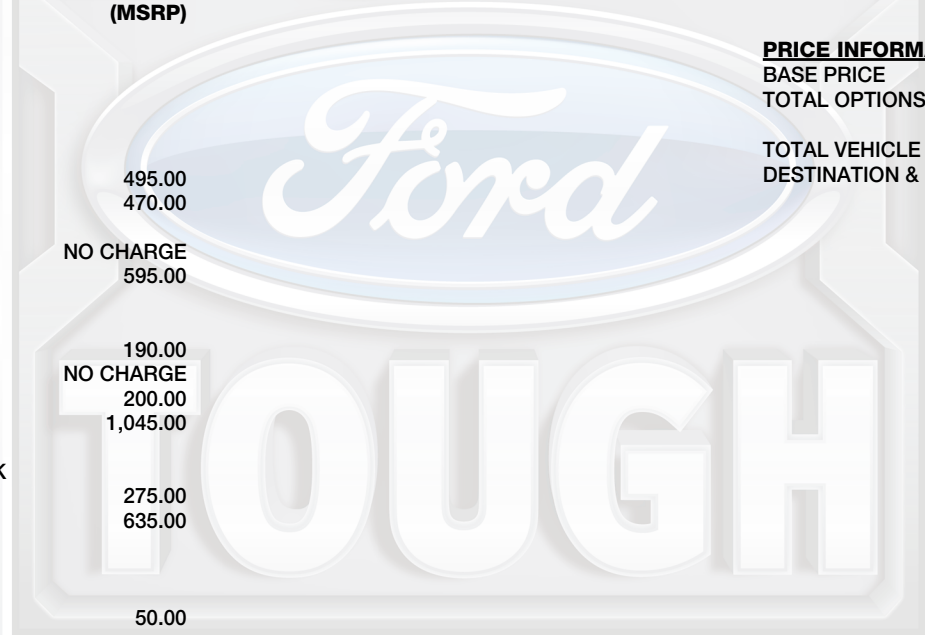 (MSRP)
495.00
470.00
NO CHARGE
595.00
190.00
NO CHARGE
200.00
1,045.00
K
275.00
635.00
50.00
PRICE INFORMA
BASE PRICE
TOTAL OPTIONS
TOTAL VEHICLE
DESTINATION &
Ford
TOUGH